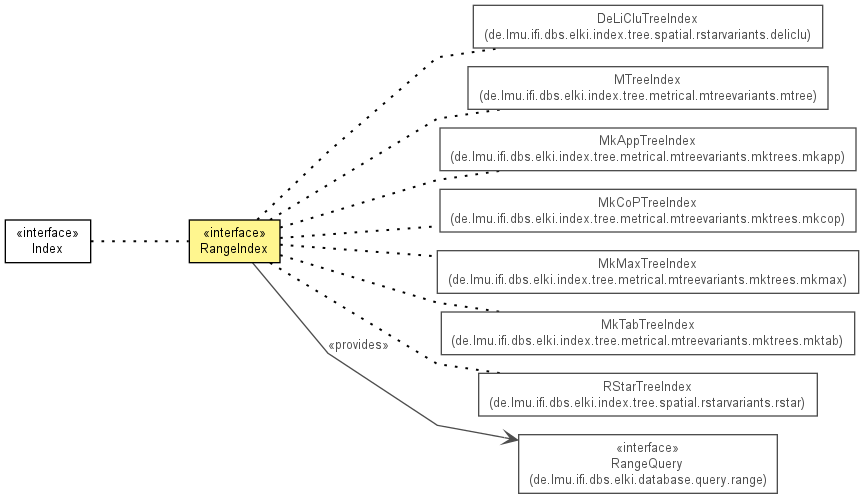 DeLiCluTreeIndex
(de.lmu.ifi.dbs.elki.index.tree.spatial.rstarvariants.deliclu)
MTreeIndex
(de.lmu.ifi.dbs.elki.index.tree.metrical.mtreevariants.mtree)
MkAppTreeIndex
(de.lmu.ifi.dbs.elki.index.tree.metrical.mtreevariants.mktrees.mkapp)
MkCoPTreeIndex
(de.lmu.ifi.dbs.elki.index.tree.metrical.mtreevariants.mktrees.mkcop)
«interface»
Index
«interface»
RangeIndex
MkMaxTreeIndex
(de.lmu.ifi.dbs.elki.index.tree.metrical.mtreevariants.mktrees.mkmax)
MkTabTreeIndex
(de.lmu.ifi.dbs.elki.index.tree.metrical.mtreevariants.mktrees.mktab)
«provides»
RStarTreeIndex
(de.lmu.ifi.dbs.elki.index.tree.spatial.rstarvariants.rstar)
«interface»
RangeQuery
(de.lmu.ifi.dbs.elki.database.query.range)